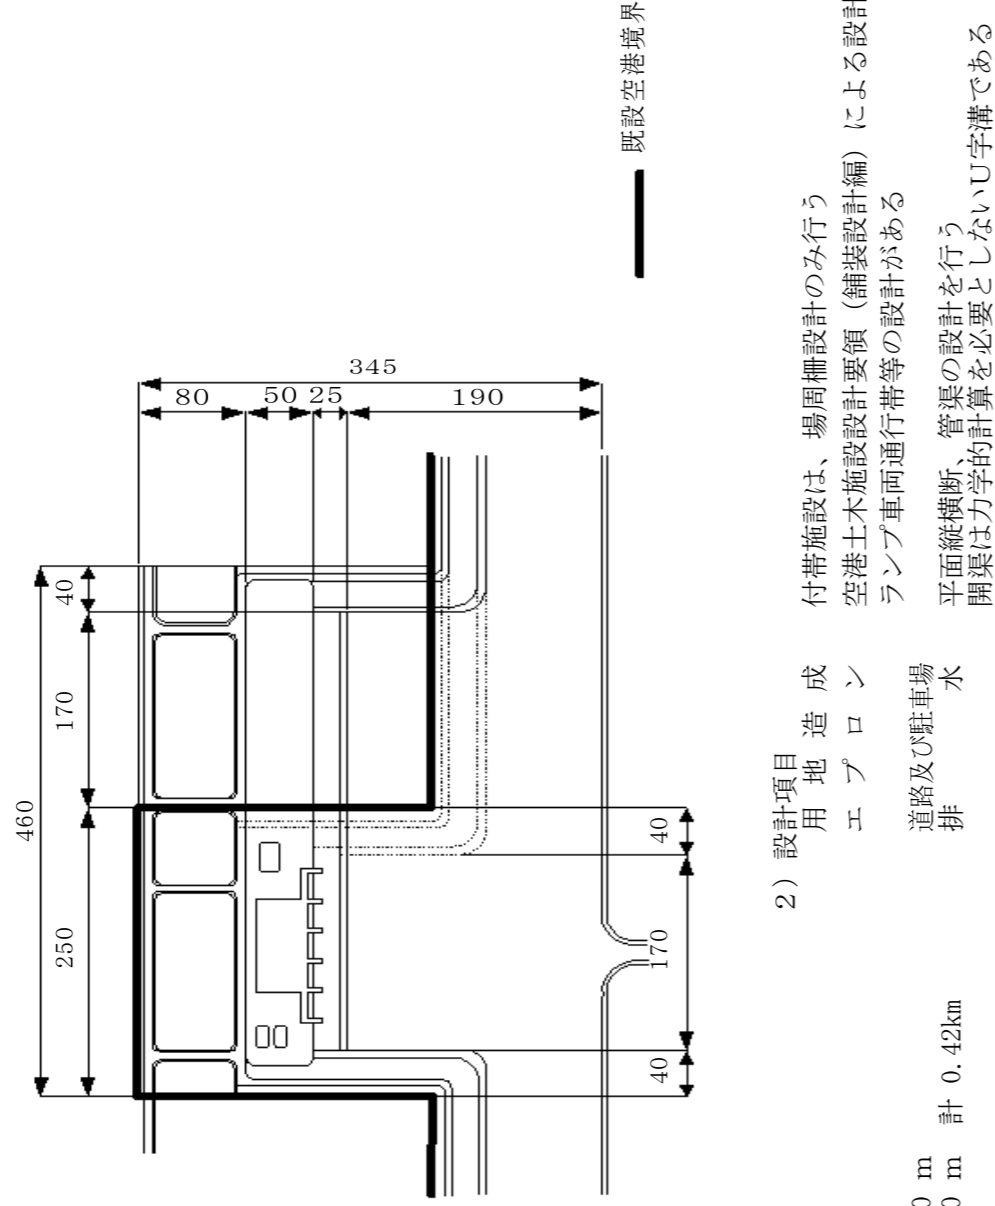 460
250
170
40
345
80
50
25
190
40
170
40
既設空港境界
2）設計項目
用地造成　付帯施設は、場周柵設計のみ行う
エプロン　空港土木施設設計要領（舗装設計編）による設計
ランプ車両通行帯等の設計がある
道路及び駐車場
排水　平面縦横断、管渠の設計を行う
開渠は力学的計算を必要としないU字溝である
0 m
0 m　計 0.42km